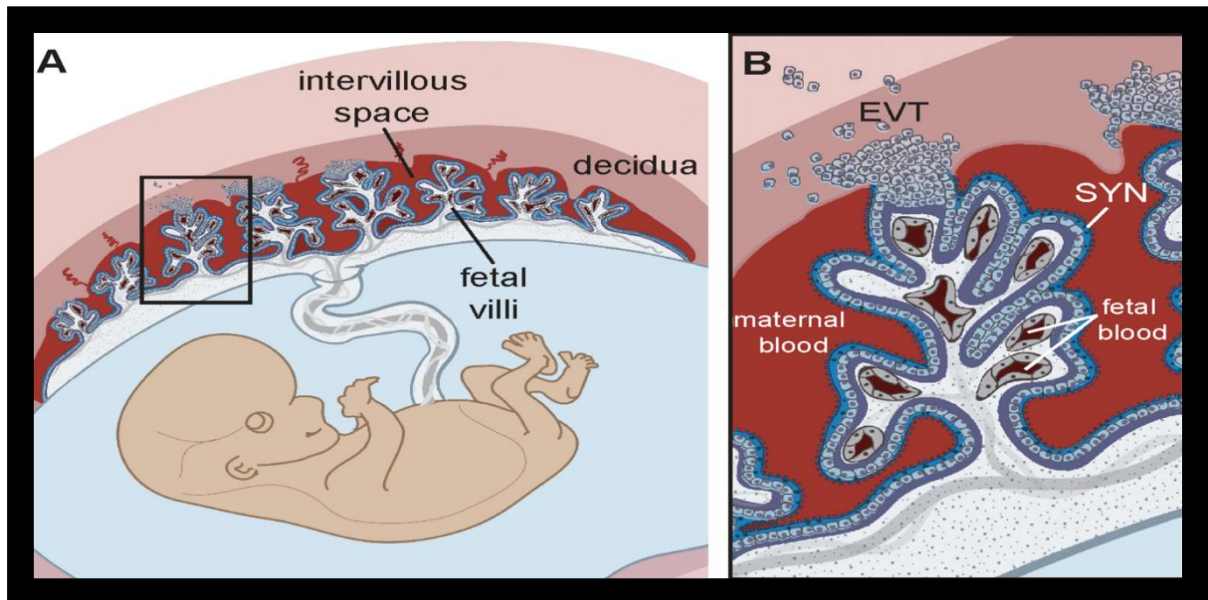 A
intervillous
space
decidua
fetal
villi
B
EVT
SYN
maternal
blood
fetal
blood